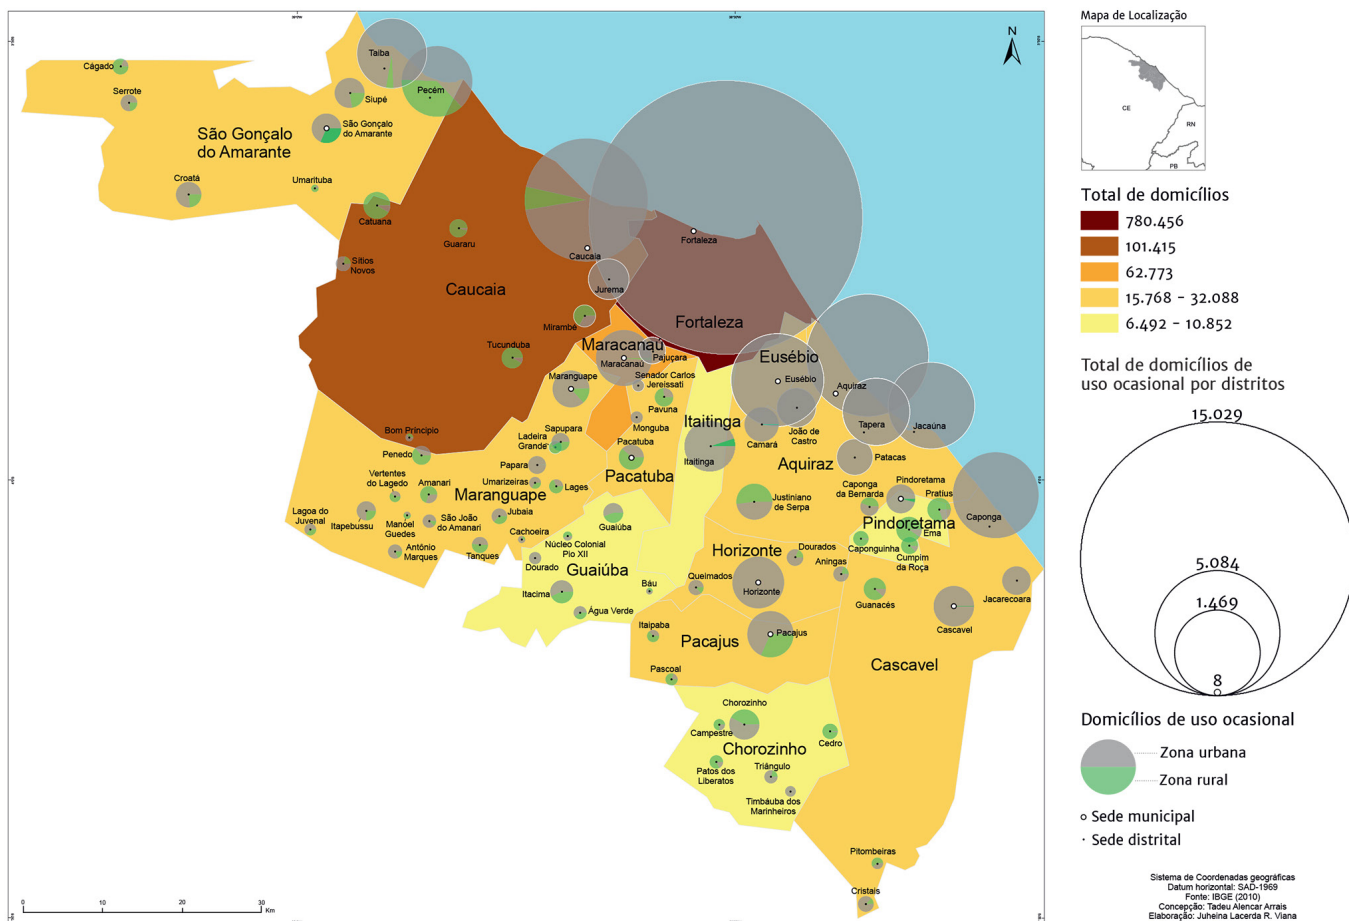 Cágado
Serrote
São Gonçalo
do Amarante
Croatá
Umarituba
Siupé
São Gonçalo
do Amarante
Taíba
Pecém
Catuana
Guararu
Sítios
Novos
Caucaia
Caucaia
Jurema
Fortaleza
Fortaleza
Mirambé
Tucunduba
Maracanaú
Maracanaú
Pajuçara
Maranguape
Senador Carlos
Jereissati
Pavuna
Monguba
Eusébio
Eusébio
Aquiraz
Tapera
Jacaúna
Itaitinga
Itaitinga
Camará
João de
Castro
Aquiraz
Patacas
Bom Príncipio
Penedo
Sapupara
Ladeira
Grande
Pacatuba
Pacatuba
Papara
Umarizeiras
Lages
Vertentes
do Lagedo
Amanari
Maranguape
Lagoa do
Juvenal
Itapebussu
Manoel
Guedes
São João
do Amanari
Jubaia
Antônio
Marques
Tanques
Cachoeira
Guaiúba
Núcleo Colonial
Pio XII
Dourado
Guaiúba
Itacima
Água Verde
Báu
Justiniano
de Serpa
Caponga
da Bernarda
Pindoretama
Pratius
Pindoretama
Ema
Caponguinha
Cumpim
da Roça
Caponga
Horizonte
Dourados
Queimados
Horizonte
Aningas
Guanacés
Jacarecoara
Cascavel
Itaipaba
Pacajus
Pacajus
Pascoal
Cascavel
Chorozinho
Campestre
Chorozinho
Cedro
Patos dos
Liberatos
Triângulo
Timbáuba dos
Marinheiros
Pitombeiras
Cristais
N
0
10
20
30
Km
Mapa de Localização
CE
RN
PB
Total de domicílios
780.456
101.415
62.773
15.768 - 32.088
6.492 - 10.852
Total de domicílios de
uso ocasional por distritos
15.029
5.084
1.469
8
Domicílios de uso ocasional
Zona urbana
Zona rural
Sede municipal
Sede distrital
Sistema de Coordenadas geográficas
Datum horizontal: SAD-1969
Fonte: IBGE (2010)
Concepção: Tadeu Alencar Arrais
Elaboração: Juheina Lacerda R. Viana